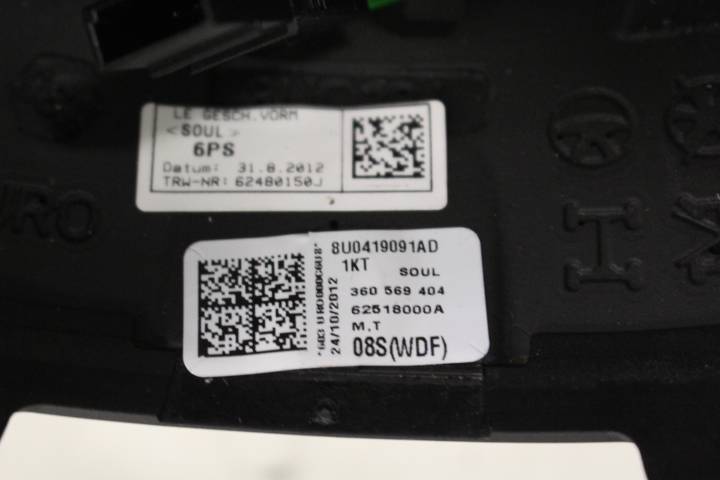 LE GESCH.VORM
<SOUL>
6PS
Datum: 31.8.2012
TRW-NR: 62480150J
URO
8U0419091AD
1KT SOUL
360 569 404
62518000A
M.T
08S(WDF)
24/10/2012
H